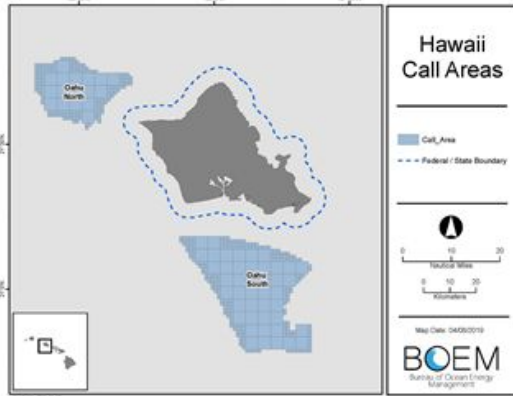 Oahu
North
Oahu
South
Hawaii
Call Areas
Call_Area
Federal / State Boundary
0 10 20
Nautical Miles
0 10 20
Kilometers
Map Date: 04/05/2019
BOEM
Bureau of Ocean Energy
Management